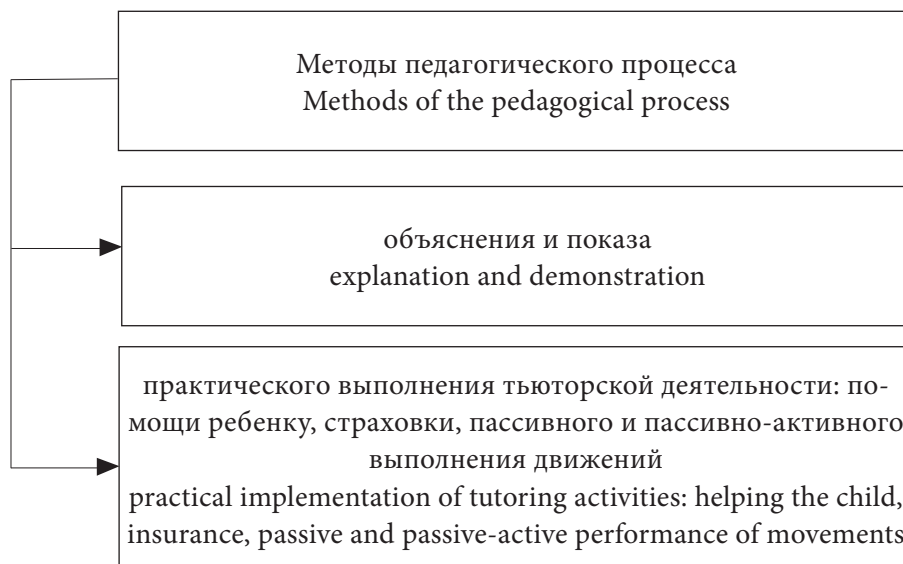 Методы педагогического процесса
Methods of the pedagogical process
объяснения и показа
explanation and demonstration
практического выполнения тьюторской деятельности: по-
мощи ребенку, страховки, пассивного и пассивно-активного
выполнения движений
practical implementation of tutoring activities: helping the child,
insurance, passive and passive-active performance of movements